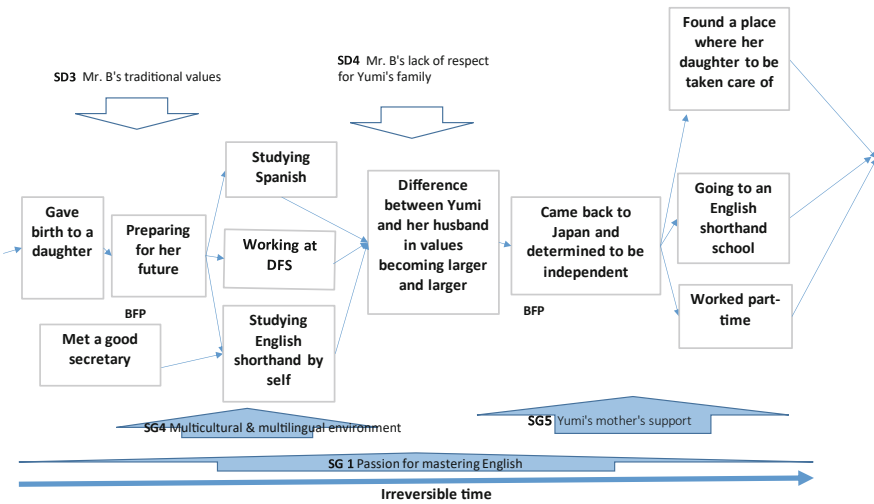 SD3 Mr. B's traditional values
SD4 Mr. B's lack of respect
for Yumi's family
Found a place
where her
daughter to be
taken care of
Gave
birth to a
daughter
Preparing
for her
future
BFP
Met a good
secretary
Studying
Spanish
Working at
DFS
Studying
English
shorthand by
self
Difference
between Yumi
and her husband
in values
becoming larger
and larger
Came back to
Japan and
determined to be
independent
BFP
Going to an
English
shorthand
school
Worked part-
time
SG4 Multicultural & multilingual environment
SG5 Yumi's mother's support
SG 1 Passion for mastering English
Irreversible time